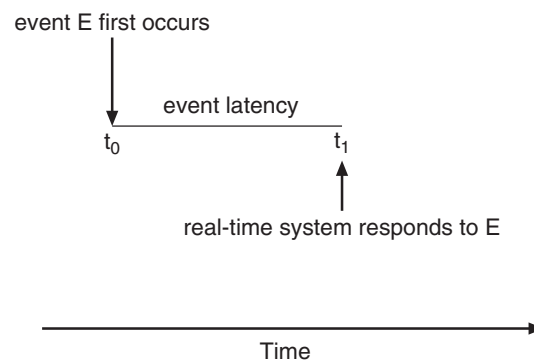 event E first occurs
event latency
t₀
t₁
real-time system responds to E
Time